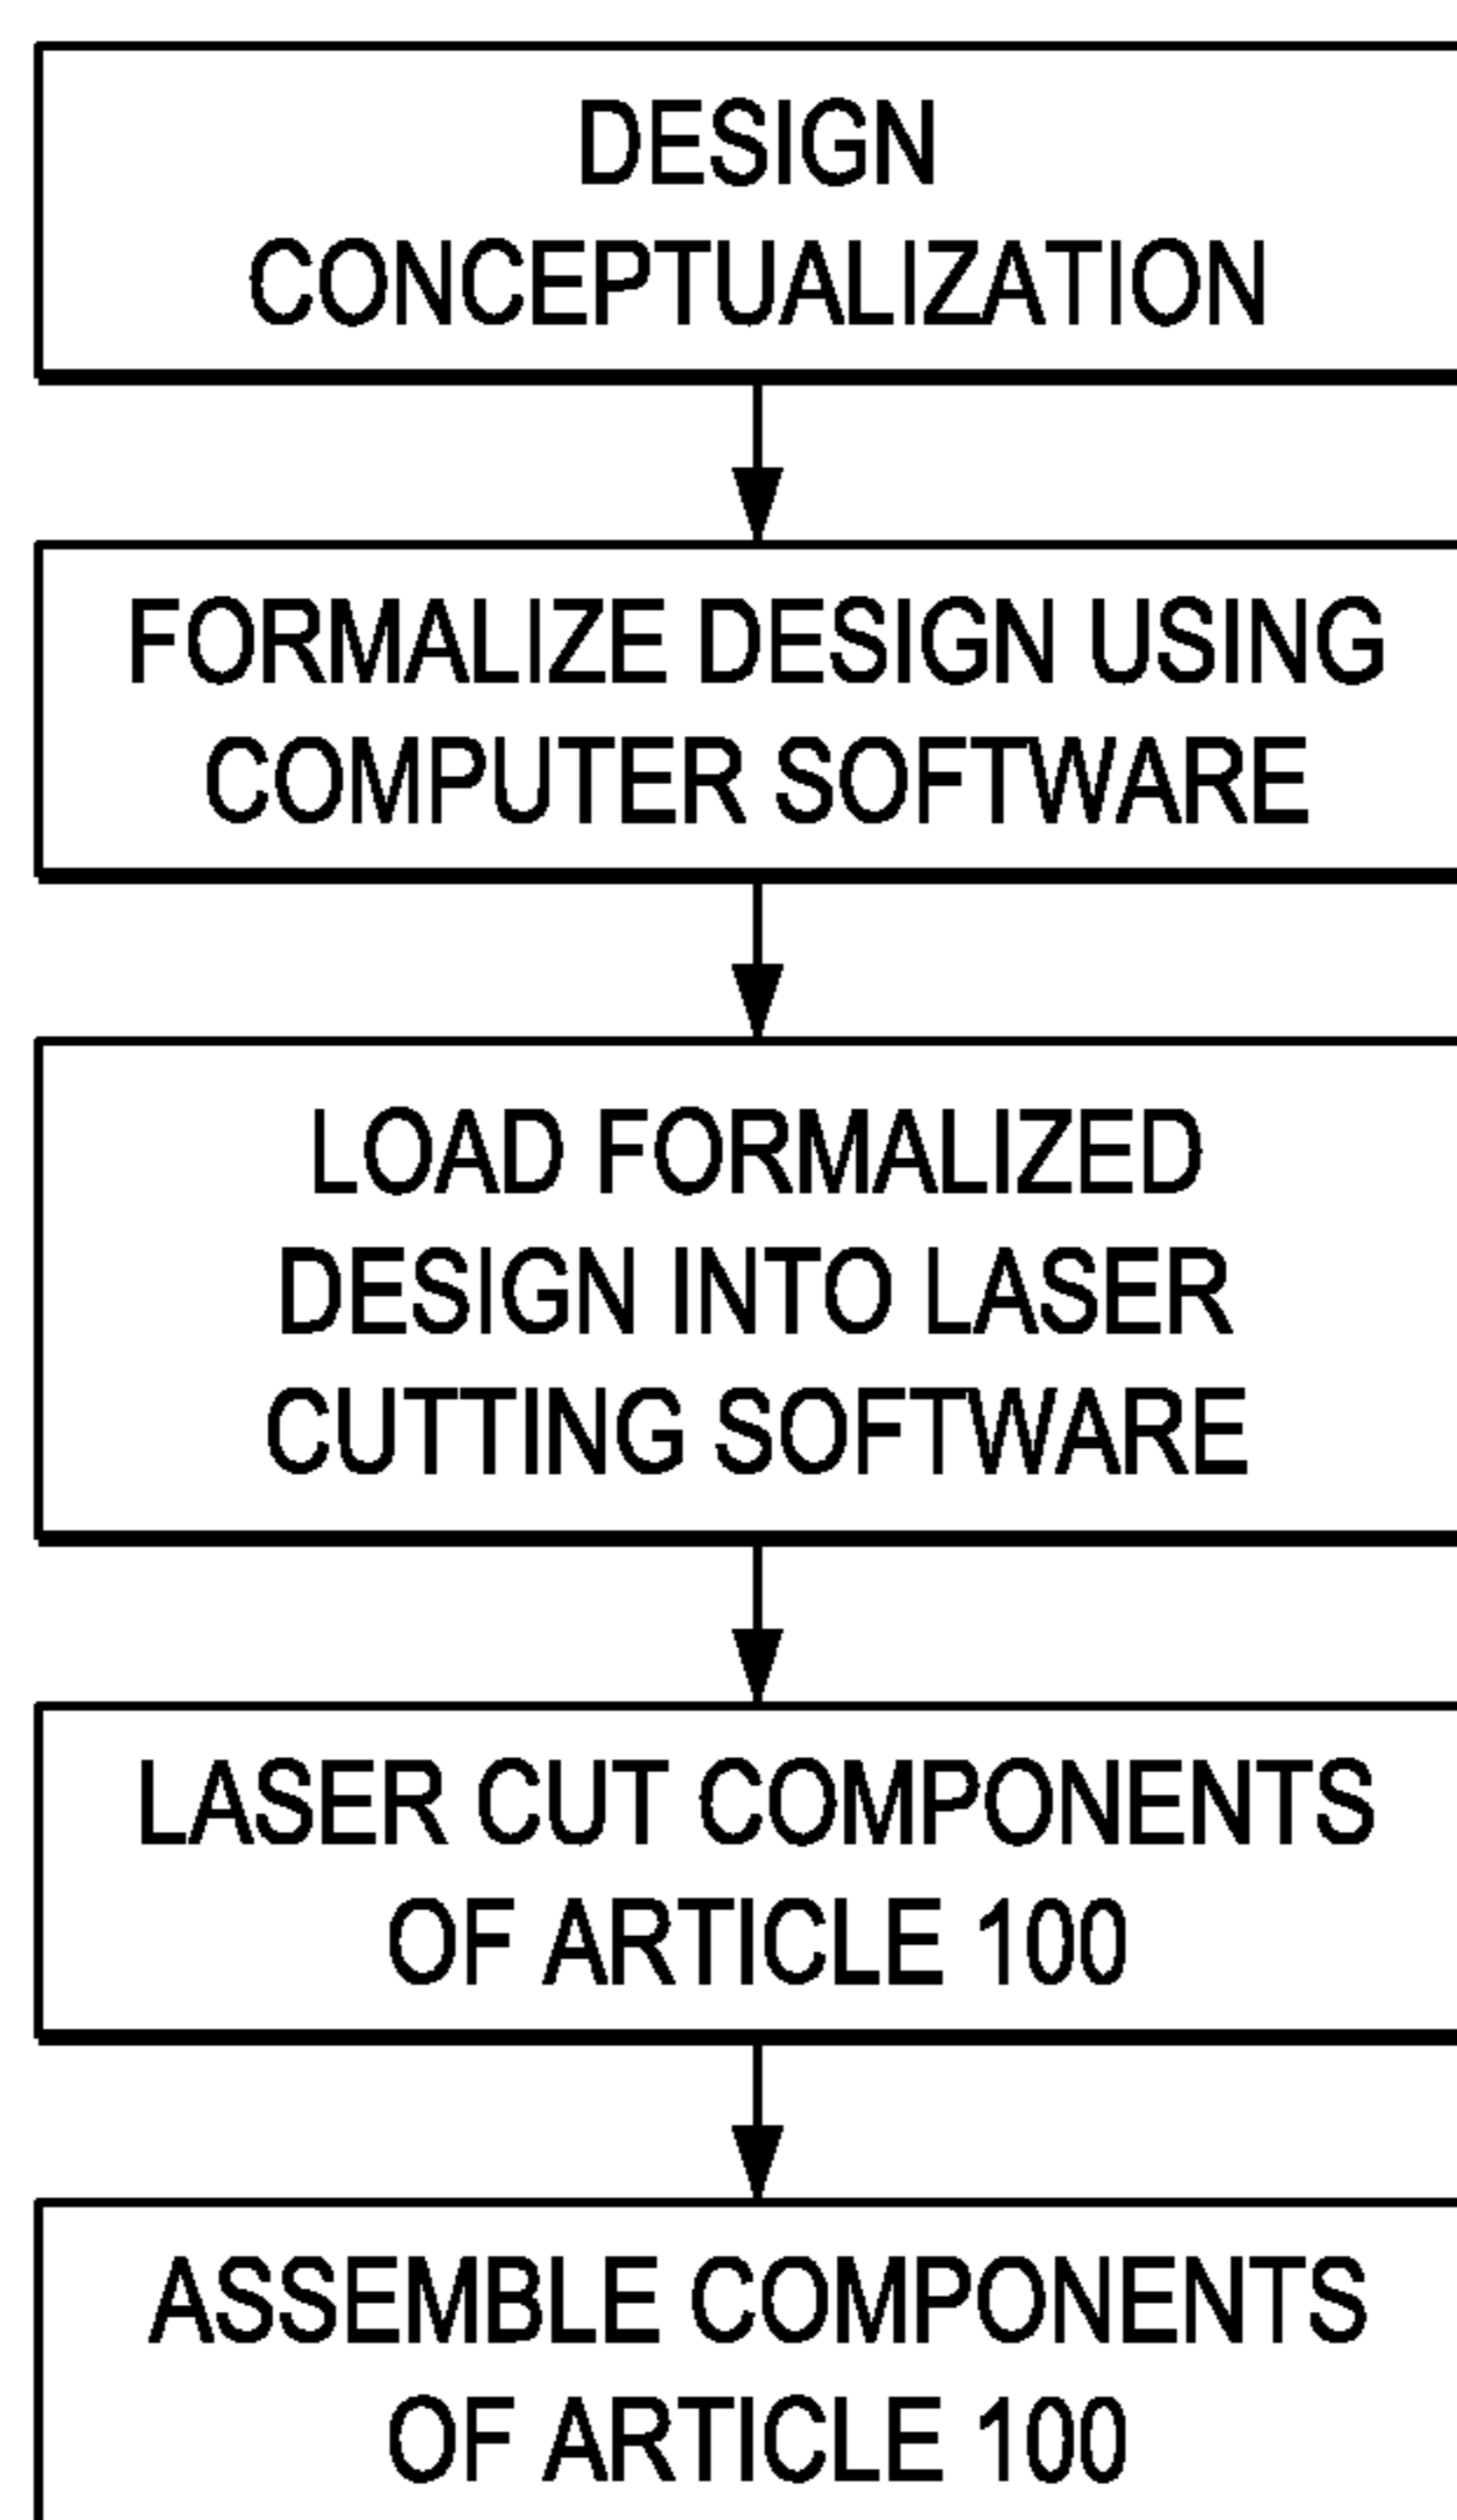 DESIGN
CONCEPTUALIZATION
FORMALIZE DESIGN USING
COMPUTER SOFTWARE
LOAD FORMALIZED
DESIGN INTO LASER
CUTTING SOFTWARE
LASER CUT COMPONENTS
OF ARTICLE 100
ASSEMBLE COMPONENTS
OF ARTICLE 100